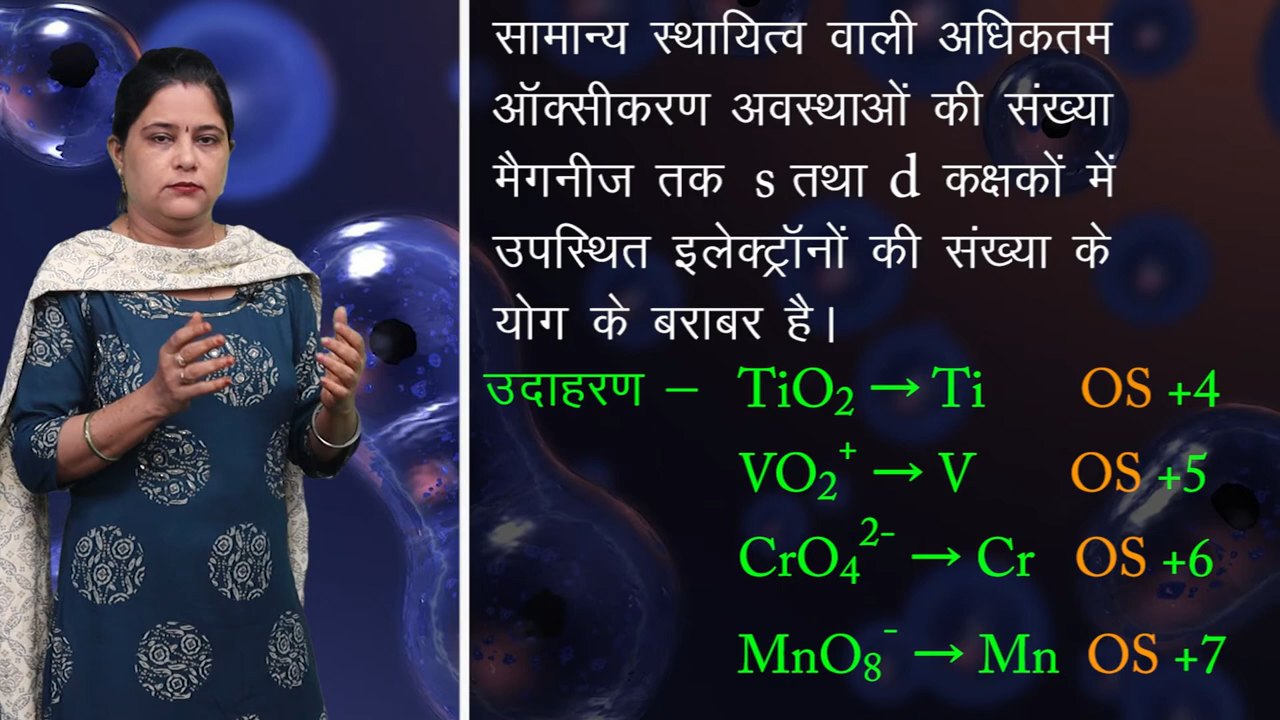 सामान्य स्थायित्व वाली अधिकतम
ऑक्सीकरण अवस्थाओं की संख्या
मैगनीज तक s तथा d कक्षकों में
उपस्थित इलेक्ट्रॉनों की संख्या के
योग के बराबर है।
उदाहरण – TiO₂ → Ti OS +4
VO₂⁺ → V OS +5
CrO₄²⁻ → Cr OS +6
MnO₈⁻ → Mn OS +7